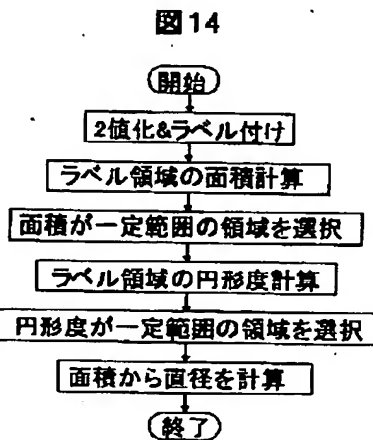 図14
開始
2値化&ラベル付け
ラベル領域の面積計算
面積が一定範囲の領域を選択
ラベル領域の円形度計算
円形度が一定範囲の領域を選択
面積から直径を計算
終了